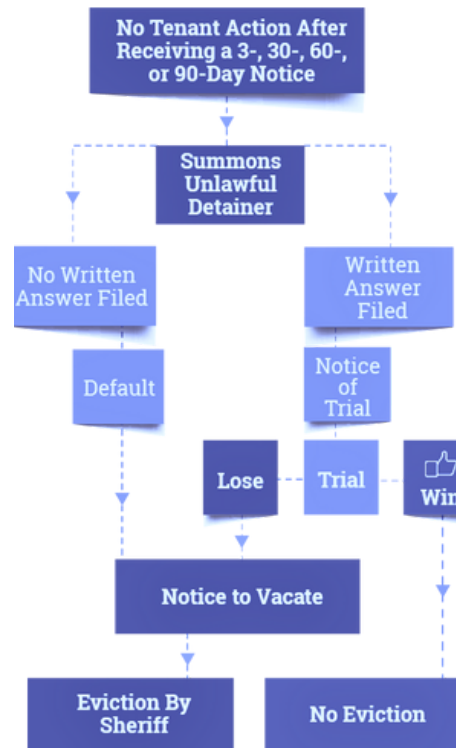 No Tenant Action After
Receiving a 3-, 30-, 60-,
or 90-Day Notice
Summons
Unlawful
Detainer
No Written
Answer Filed
Written
Answer
Filed
Default
Notice
of
Trial
Lose
Trial
Win
Notice to Vacate
Eviction By
Sheriff
No Eviction